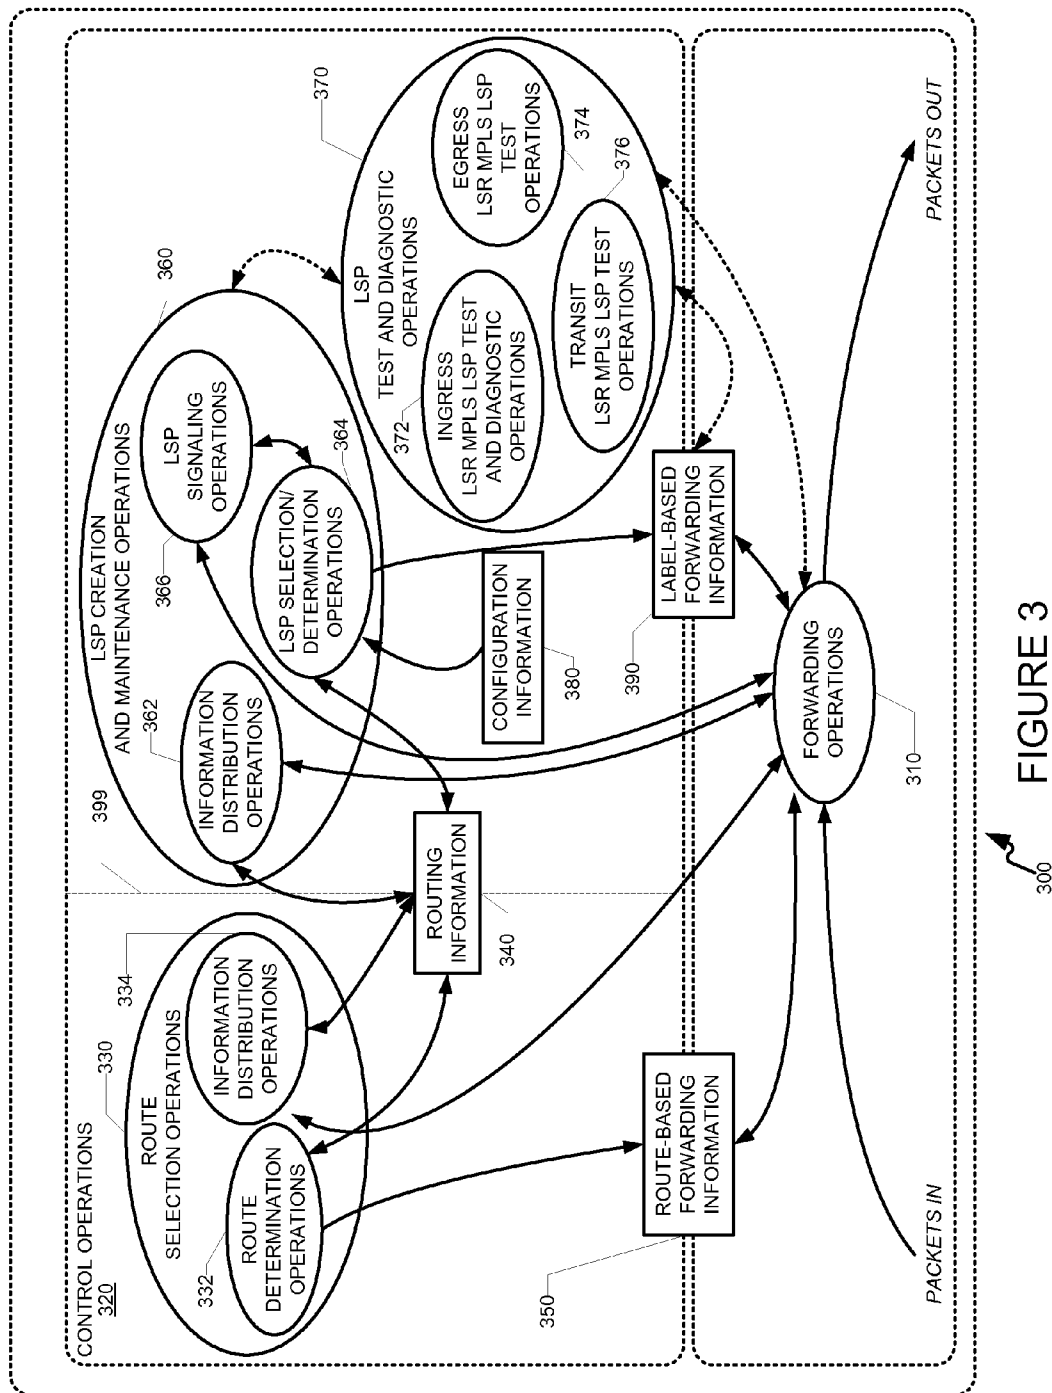 CONTROL OPERATIONS
320
330
ROUTE
SELECTION OPERATIONS
332
ROUTE
DETERMINATION
OPERATIONS
334
INFORMATION
DISTRIBUTION
OPERATIONS
399
LSP CREATION
AND MAINTENANCE OPERATIONS
360
362
INFORMATION
DISTRIBUTION
OPERATIONS
366
LSP
SIGNALING
OPERATIONS
364
LSP SELECTION/
DETERMINATION
OPERATIONS
370
LSP
TEST AND DIAGNOSTIC
OPERATIONS
372
INGRESS
LSR MPLS LSP TEST
AND DIAGNOSTIC
OPERATIONS
EGRESS
LSR MPLS LSP
TEST
OPERATIONS
374
376
TRANSIT
LSR MPLS LSP TEST
OPERATIONS
ROUTING
INFORMATION
340
CONFIGURATION
INFORMATION
380
350
ROUTE-BASED
FORWARDING
INFORMATION
390
LABEL-BASED
FORWARDING
INFORMATION
FORWARDING
OPERATIONS
310
PACKETS IN
PACKETS OUT
300
FIGURE 3